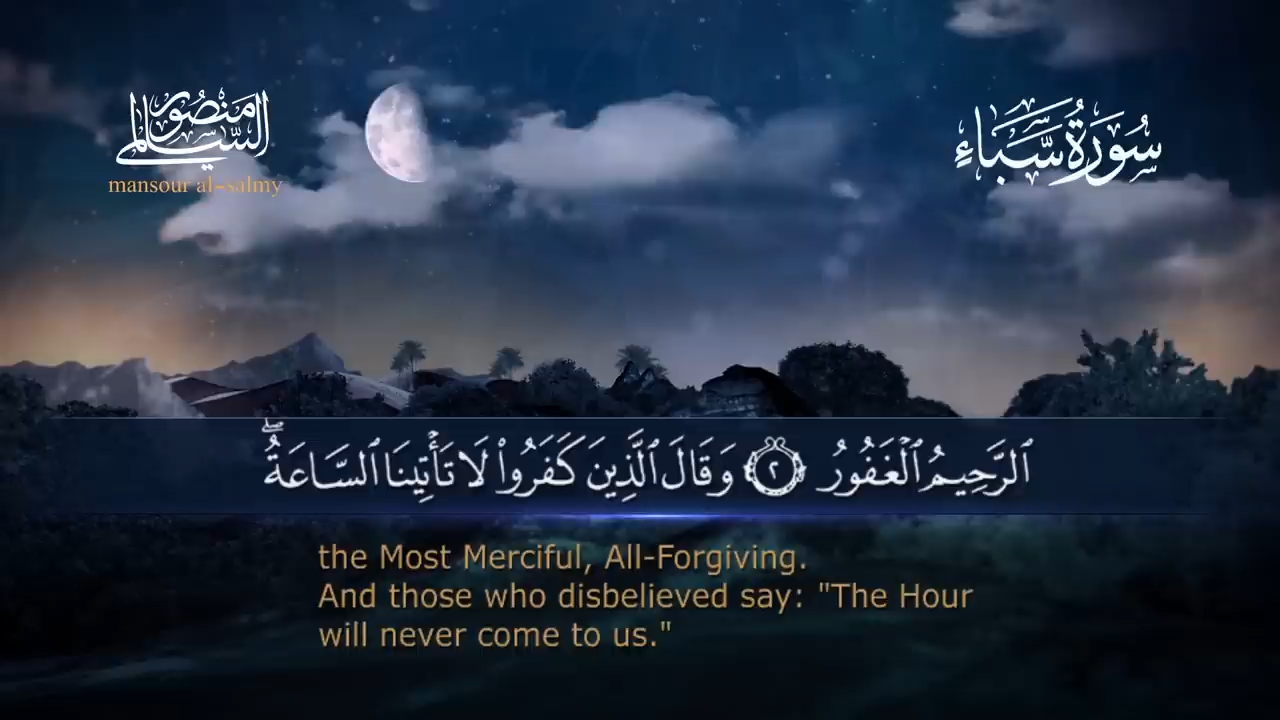 منصور السالمي
mansour al-salmy
سُورَةُ سَبَاء
ٱلرَّحِيمُ ٱلْغَفُورُ ٢ وَقَالَ ٱلَّذِينَ كَفَرُوا۟ لَا تَأْتِينَا ٱلسَّاعَةُ ۖ
the Most Merciful, All-Forgiving.
And those who disbelieved say: "The Hour
will never come to us."